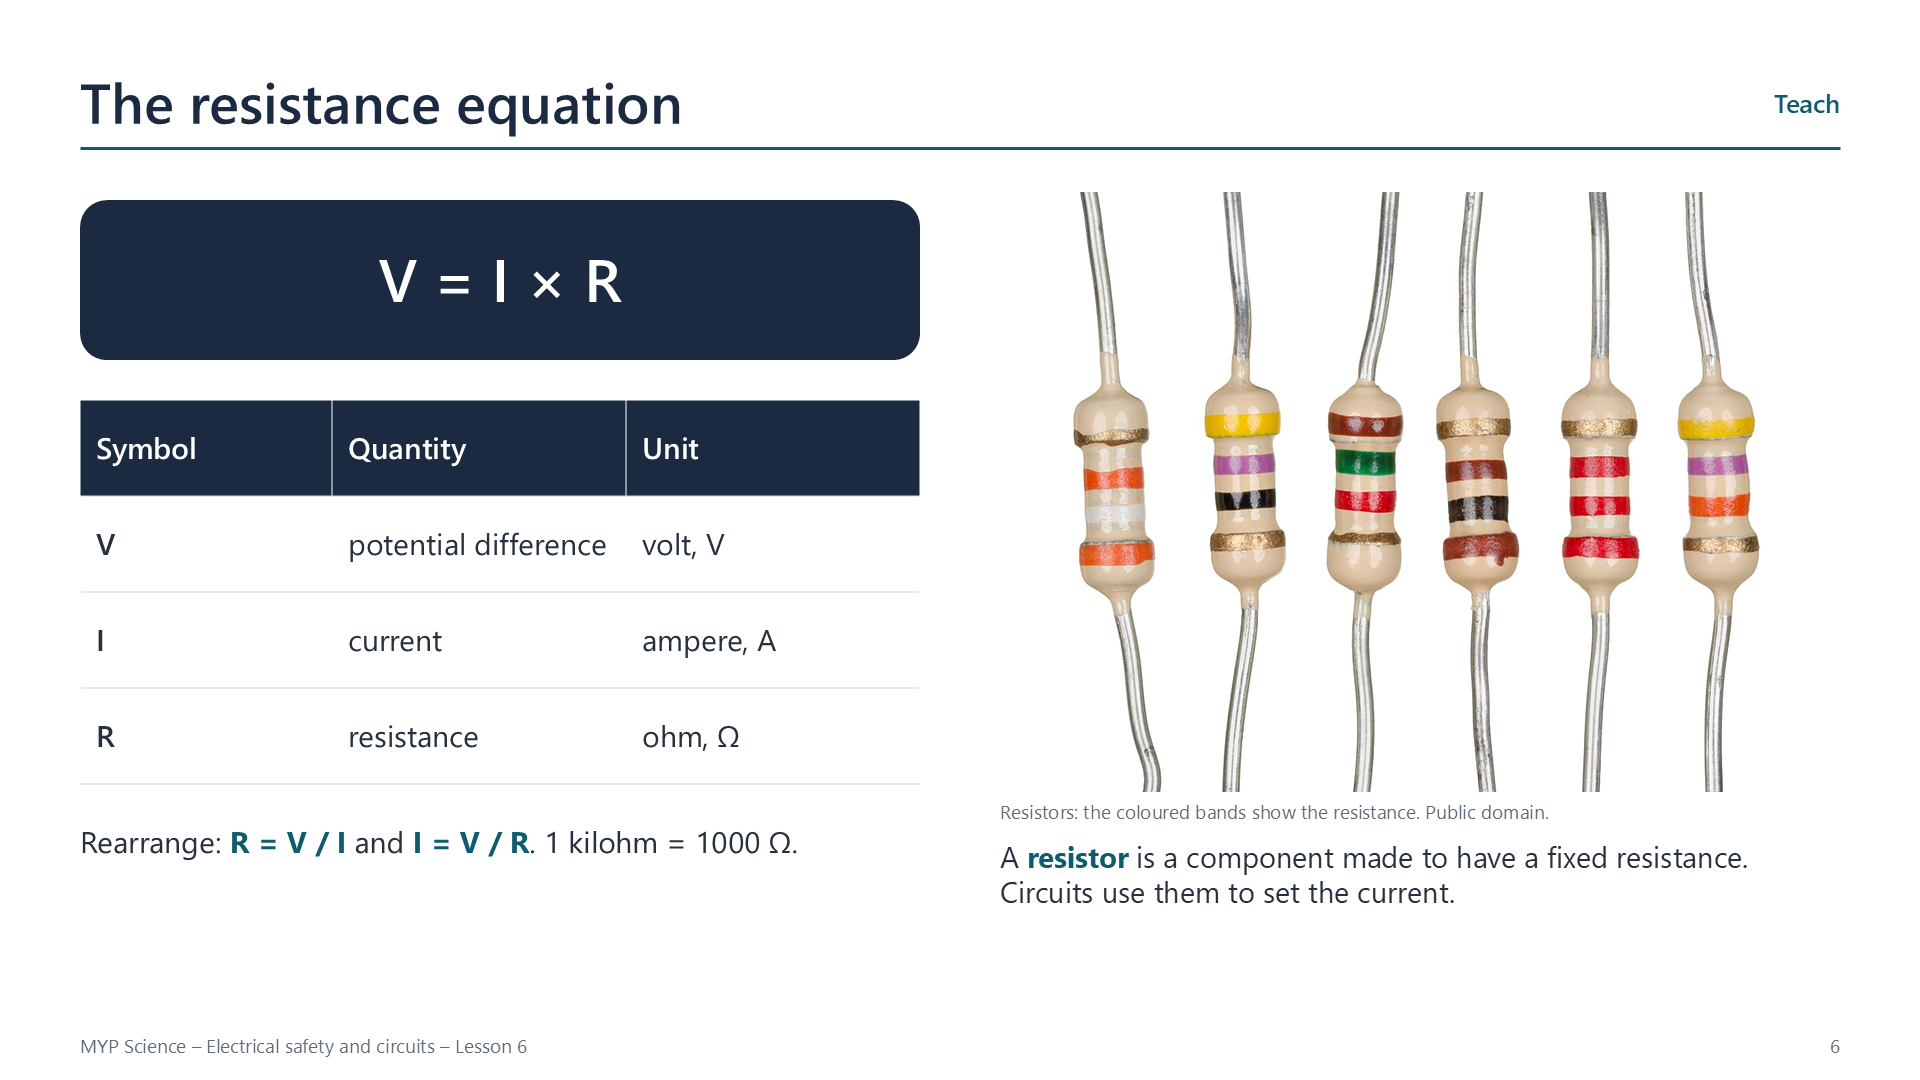 The resistance equation
Teach
V = I × R
Symbol Quantity Unit
V potential difference volt, V
I current ampere, A
R resistance ohm, Ω
Rearrange: R = V / I and I = V / R. 1 kilohm = 1000 Ω.
Resistors: the coloured bands show the resistance. Public domain.
A resistor is a component made to have a fixed resistance.
Circuits use them to set the current.
MYP Science – Electrical safety and circuits – Lesson 6
6